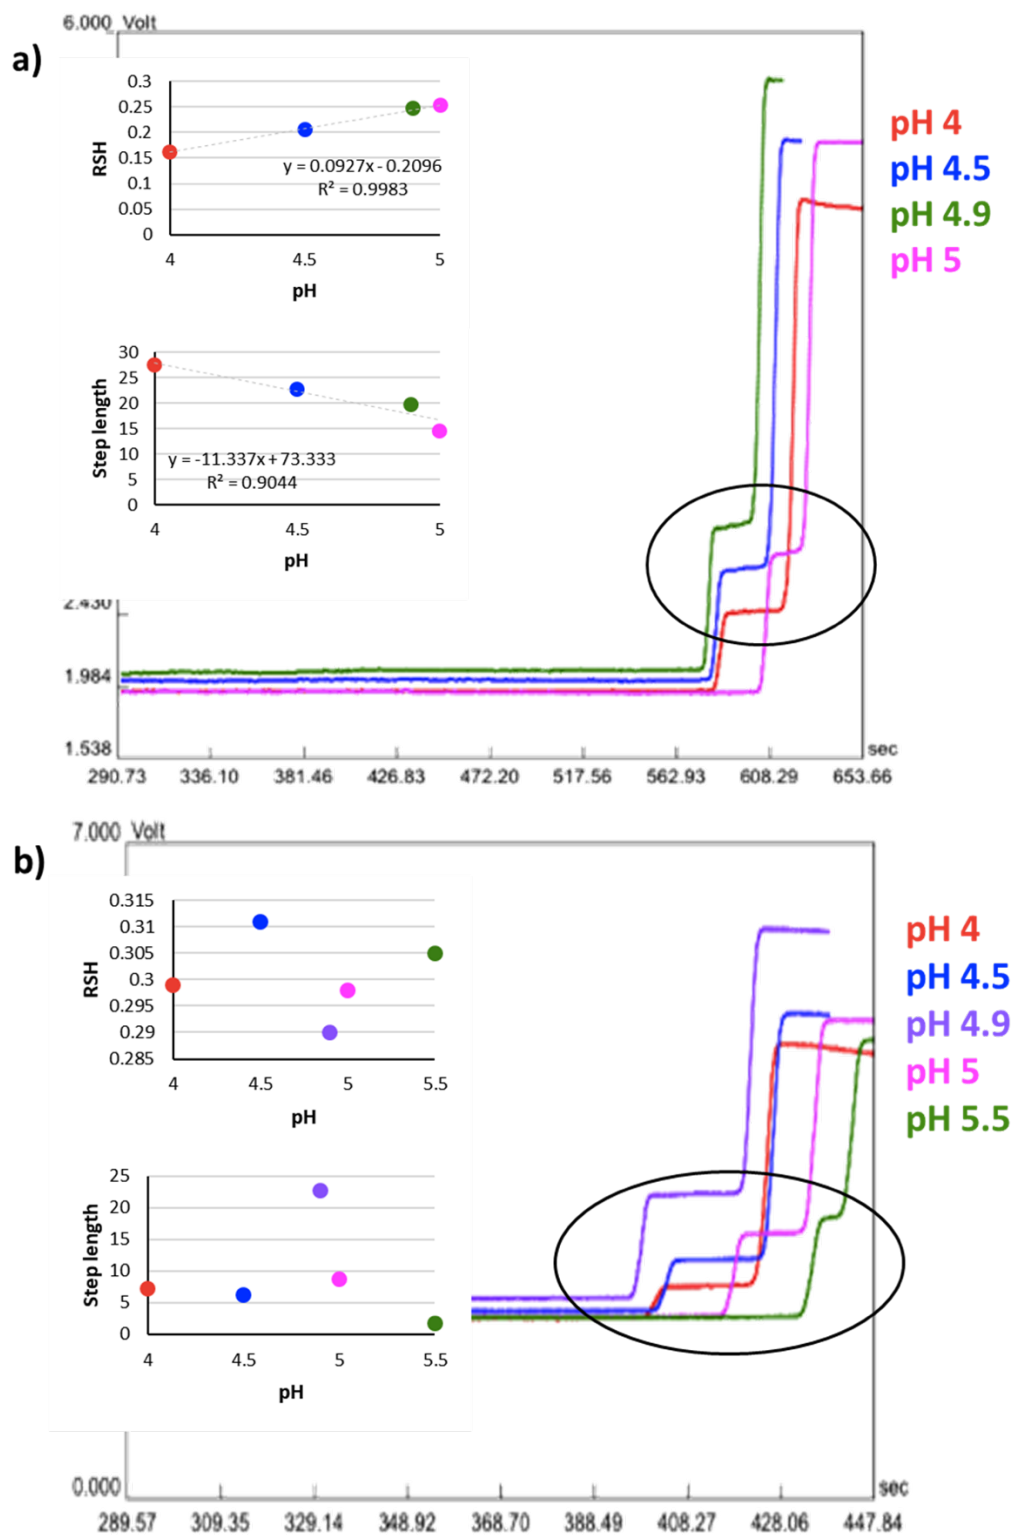 6.000 Volt
a)
0.3
0.25
0.2
0.15
0.1
0.05
0
RSH
y = 0.0927x - 0.2096
R² = 0.9983
4 4.5 5
pH
pH 4
pH 4.5
pH 4.9
pH 5
30
25
20
15
10
5
0
Step length
y = -11.337x + 73.333
R² = 0.9044
4 4.5 5
pH
2.430
1.984
1.538
sec
290.73 336.10 381.46 426.83 472.20 517.56 562.93 608.29 653.66
7.000 Volt
b)
0.315
0.31
0.305
0.3
0.295
0.29
0.285
RSH
4 4.5 5 5.5
pH
pH 4
pH 4.5
pH 4.9
pH 5
pH 5.5
25
20
15
10
5
0
Step length
4 4.5 5 5.5
pH
0.000
sec
289.57 309.35 329.14 348.92 368.70 388.49 408.27 428.06 447.84